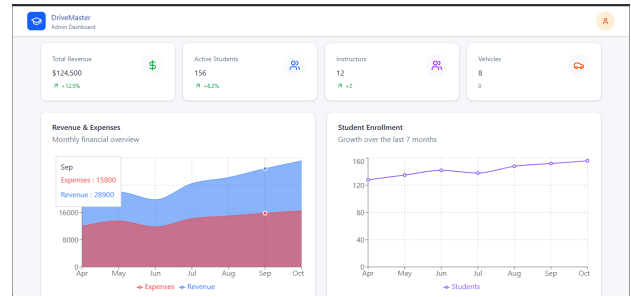 DriveMaster
Admin Dashboard
Total Revenue
$124,500
+12.5%
Active Students
156
+8.2%
Instructors
12
+2
Vehicles
8
0
Revenue & Expenses
Monthly financial overview
Sep
Expenses : 15800
Revenue : 28900
16000
8000
0
Apr May Jun Jul Aug Sep Oct
Expenses Revenue
Student Enrollment
Growth over the last 7 months
160
120
80
40
0
Apr May Jun Jul Aug Sep Oct
Students